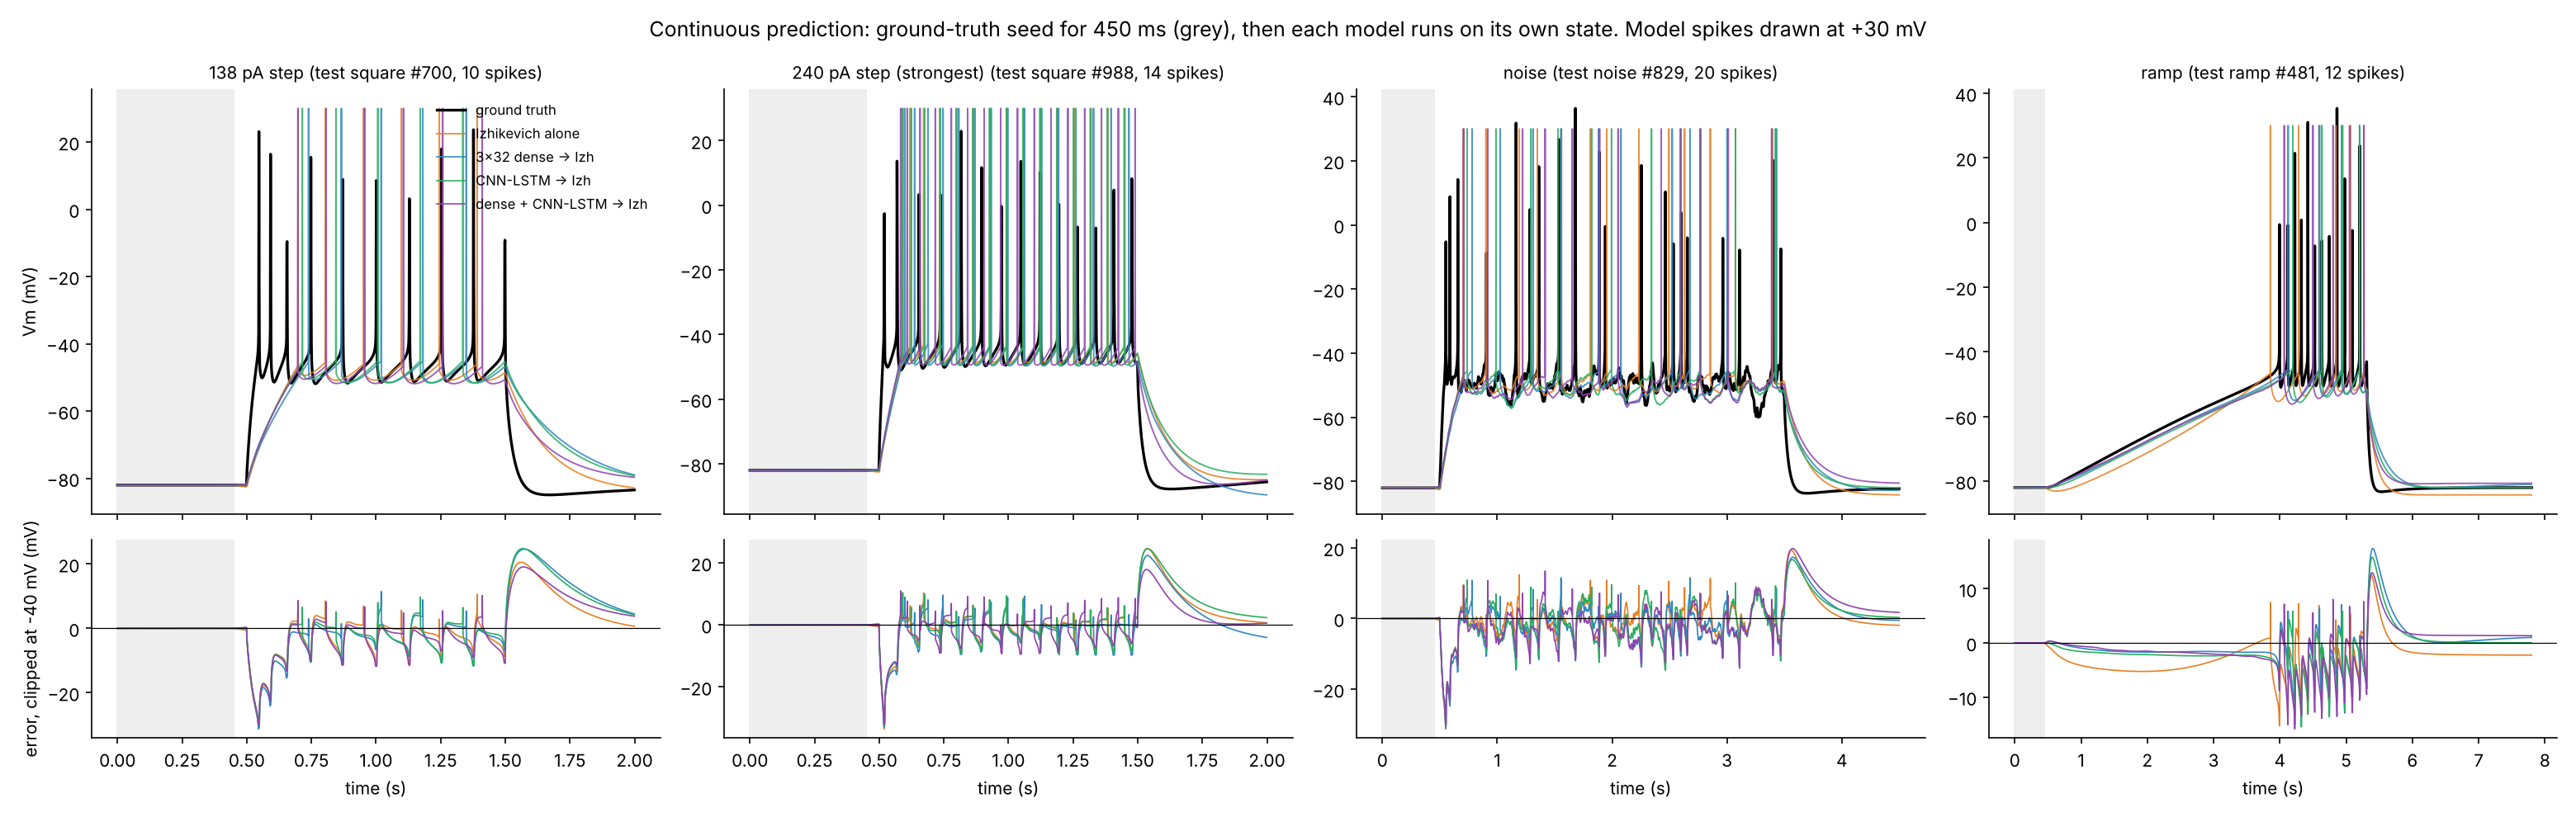 Continuous prediction: ground-truth seed for 450 ms (grey), then each model runs on its own state. Model spikes drawn at +30 mV
138 pA step (test square #700, 10 spikes)
240 pA step (strongest) (test square #988, 14 spikes)
noise (test noise #829, 20 spikes)
ramp (test ramp #481, 12 spikes)
ground truth
Izhikevich alone
3×32 dense → Izh
CNN-LSTM → Izh
dense + CNN-LSTM → Izh
Vm (mV)
20
0
−20
−40
−60
−80
20
0
−20
−40
−60
−80
40
20
0
−20
−40
−60
−80
40
20
0
−20
−40
−60
−80
error, clipped at -40 mV (mV)
20
0
−20
20
0
−20
20
0
−20
10
0
−10
0.00 0.25 0.50 0.75 1.00 1.25 1.50 1.75 2.00
0.00 0.25 0.50 0.75 1.00 1.25 1.50 1.75 2.00
0 1 2 3 4
0 1 2 3 4 5 6 7 8
time (s)
time (s)
time (s)
time (s)